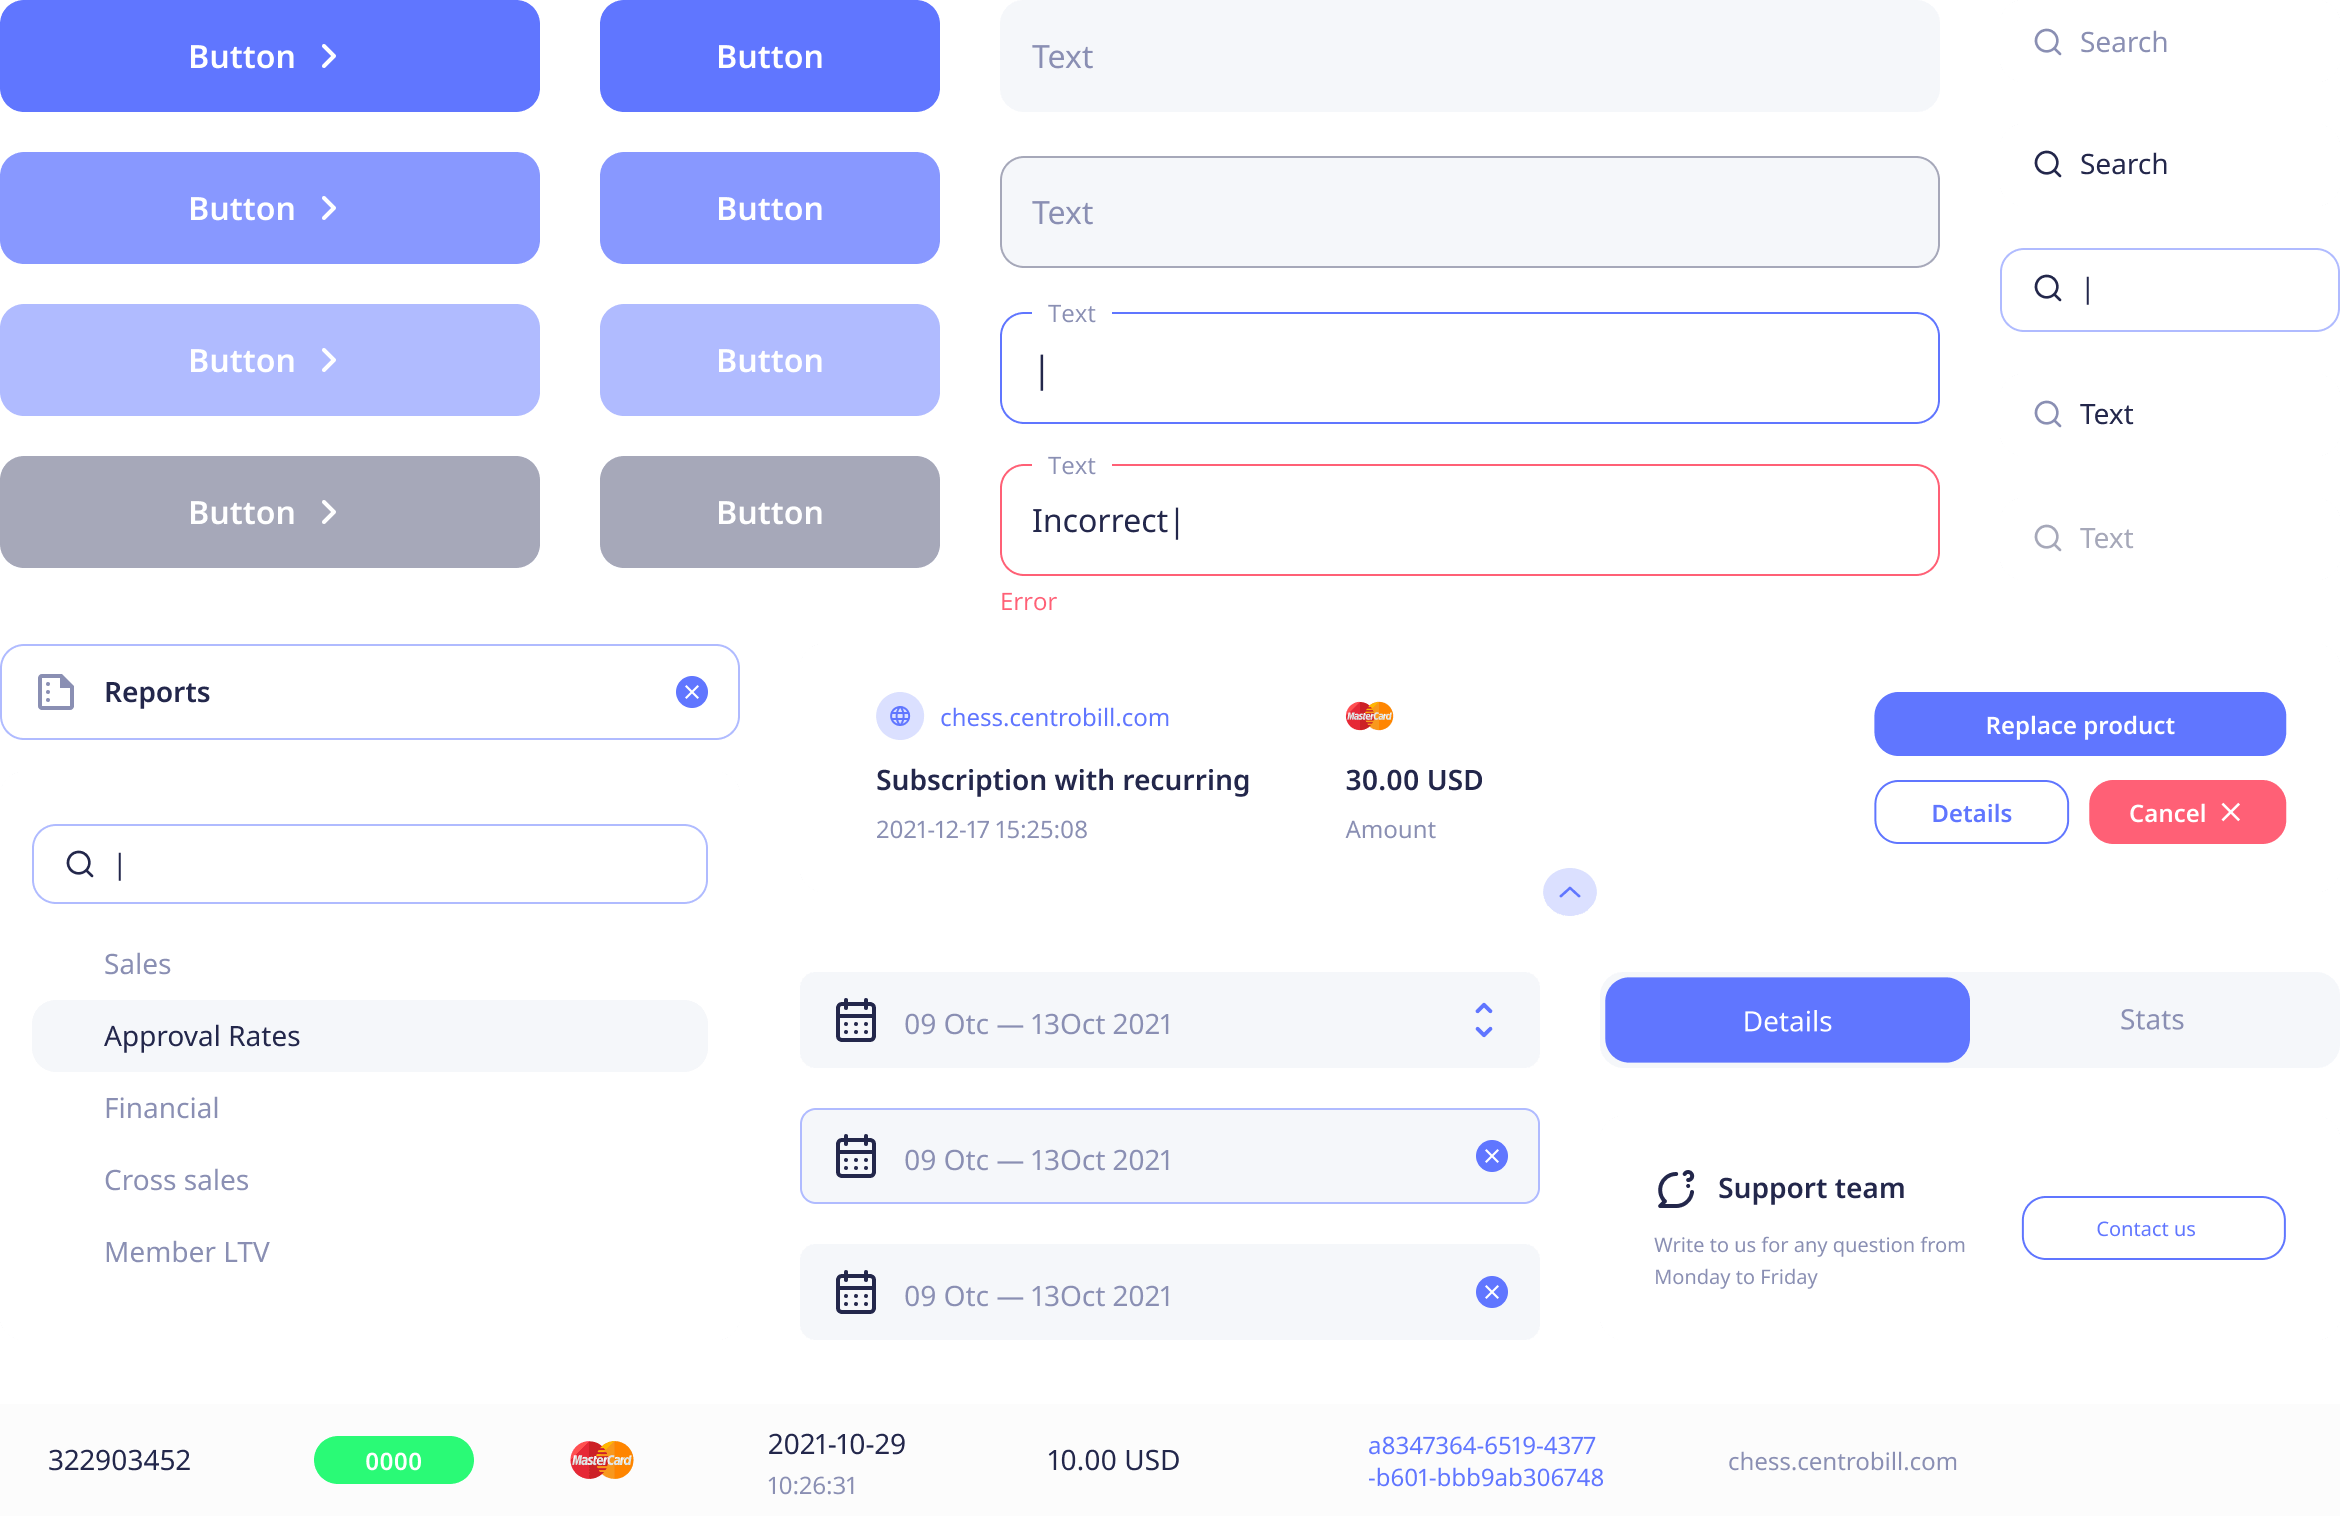 Button
Button
Text
Search
Button
Button
Text
Search
Button
Button
Text
Text
Button
Button
Text
Incorrect
Text
Error
Reports
chess.centrobill.com
MasterCard
Subscription with recurring
30.00 USD
2021-12-17 15:25:08
Amount
Replace product
Details
Cancel
Sales
Approval Rates
Financial
Cross sales
Member LTV
09 Otc — 13Oct 2021
09 Otc — 13Oct 2021
09 Otc — 13Oct 2021
Details
Stats
Support team
Write to us for any question from
Monday to Friday
Contact us
322903452
0000
MasterCard
2021-10-29
10:26:31
10.00 USD
a8347364-6519-4377
-b601-bbb9ab306748
chess.centrobill.com